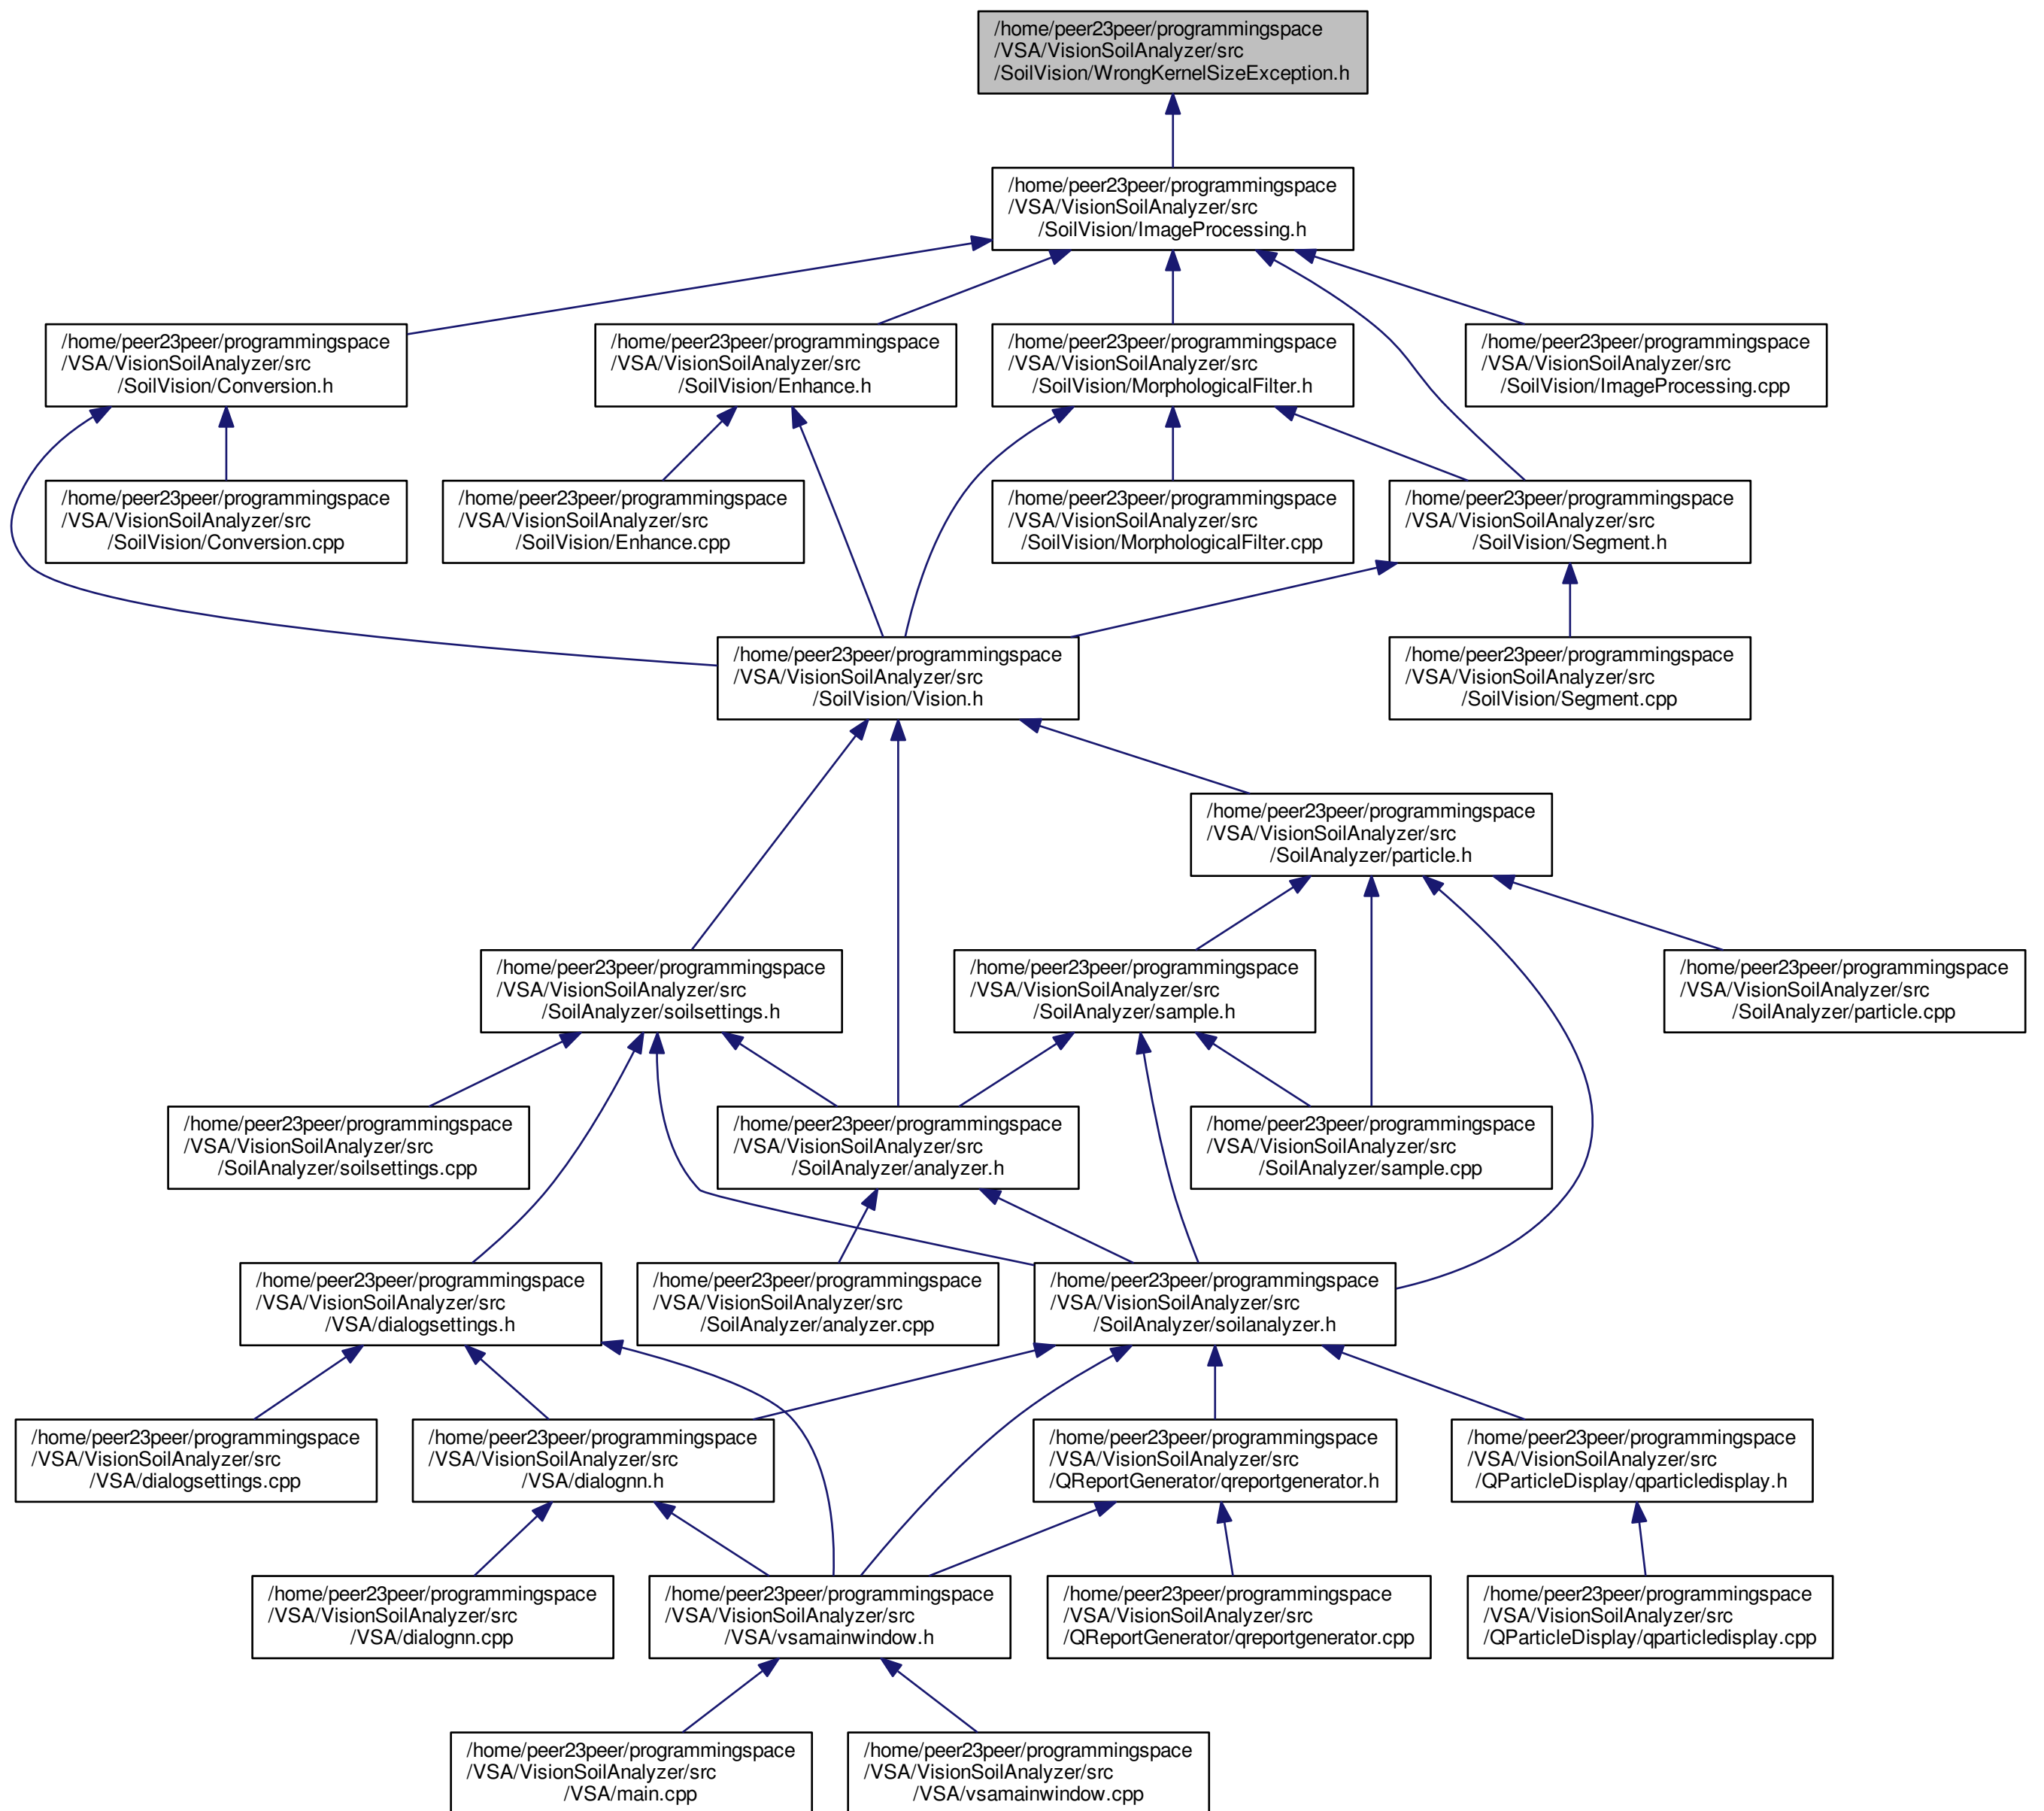 /home/peer23peer/programmingspace
/VSA/VisionSoilAnalyzer/src
/SoilVision/WrongKernelSizeException.h
/home/peer23peer/programmingspace
/VSA/VisionSoilAnalyzer/src
/SoilVision/ImageProcessing.h
/home/peer23peer/programmingspace
/VSA/VisionSoilAnalyzer/src
/SoilVision/Conversion.h
/home/peer23peer/programmingspace
/VSA/VisionSoilAnalyzer/src
/SoilVision/Enhance.h
/home/peer23peer/programmingspace
/VSA/VisionSoilAnalyzer/src
/SoilVision/MorphologicalFilter.h
/home/peer23peer/programmingspace
/VSA/VisionSoilAnalyzer/src
/SoilVision/ImageProcessing.cpp
/home/peer23peer/programmingspace
/VSA/VisionSoilAnalyzer/src
/SoilVision/Conversion.cpp
/home/peer23peer/programmingspace
/VSA/VisionSoilAnalyzer/src
/SoilVision/Enhance.cpp
/home/peer23peer/programmingspace
/VSA/VisionSoilAnalyzer/src
/SoilVision/MorphologicalFilter.cpp
/home/peer23peer/programmingspace
/VSA/VisionSoilAnalyzer/src
/SoilVision/Segment.h
/home/peer23peer/programmingspace
/VSA/VisionSoilAnalyzer/src
/SoilVision/Vision.h
/home/peer23peer/programmingspace
/VSA/VisionSoilAnalyzer/src
/SoilVision/Segment.cpp
/home/peer23peer/programmingspace
/VSA/VisionSoilAnalyzer/src
/SoilAnalyzer/particle.h
/home/peer23peer/programmingspace
/VSA/VisionSoilAnalyzer/src
/SoilAnalyzer/soilsettings.h
/home/peer23peer/programmingspace
/VSA/VisionSoilAnalyzer/src
/SoilAnalyzer/sample.h
/home/peer23peer/programmingspace
/VSA/VisionSoilAnalyzer/src
/SoilAnalyzer/particle.cpp
/home/peer23peer/programmingspace
/VSA/VisionSoilAnalyzer/src
/SoilAnalyzer/soilsettings.cpp
/home/peer23peer/programmingspace
/VSA/VisionSoilAnalyzer/src
/SoilAnalyzer/analyzer.h
/home/peer23peer/programmingspace
/VSA/VisionSoilAnalyzer/src
/SoilAnalyzer/sample.cpp
/home/peer23peer/programmingspace
/VSA/VisionSoilAnalyzer/src
/VSA/dialogsettings.h
/home/peer23peer/programmingspace
/VSA/VisionSoilAnalyzer/src
/SoilAnalyzer/analyzer.cpp
/home/peer23peer/programmingspace
/VSA/VisionSoilAnalyzer/src
/SoilAnalyzer/soilanalyzer.h
/home/peer23peer/programmingspace
/VSA/VisionSoilAnalyzer/src
/VSA/dialogsettings.cpp
/home/peer23peer/programmingspace
/VSA/VisionSoilAnalyzer/src
/VSA/dialognn.h
/home/peer23peer/programmingspace
/VSA/VisionSoilAnalyzer/src
/QReportGenerator/qreportgenerator.h
/home/peer23peer/programmingspace
/VSA/VisionSoilAnalyzer/src
/QParticleDisplay/qparticledisplay.h
/home/peer23peer/programmingspace
/VSA/VisionSoilAnalyzer/src
/VSA/dialognn.cpp
/home/peer23peer/programmingspace
/VSA/VisionSoilAnalyzer/src
/VSA/vsamainwindow.h
/home/peer23peer/programmingspace
/VSA/VisionSoilAnalyzer/src
/QReportGenerator/qreportgenerator.cpp
/home/peer23peer/programmingspace
/VSA/VisionSoilAnalyzer/src
/QParticleDisplay/qparticledisplay.cpp
/home/peer23peer/programmingspace
/VSA/VisionSoilAnalyzer/src
/VSA/main.cpp
/home/peer23peer/programmingspace
/VSA/VisionSoilAnalyzer/src
/VSA/vsamainwindow.cpp